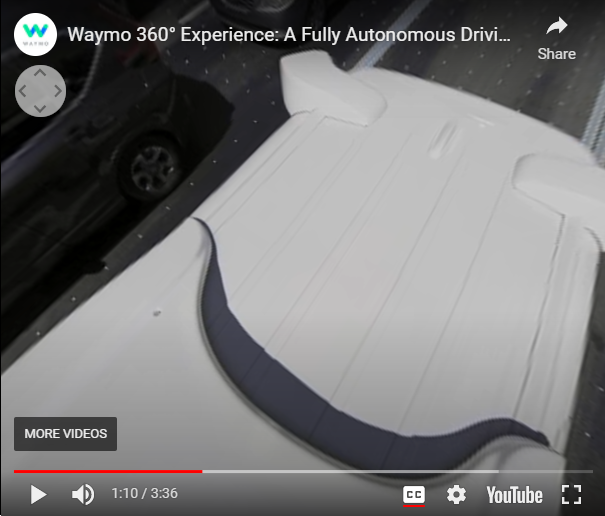 Waymo 360° Experience: A Fully Autonomous Drivi...
WAYMO
Share
MORE VIDEOS
1:10 / 3:36
CC
YouTube